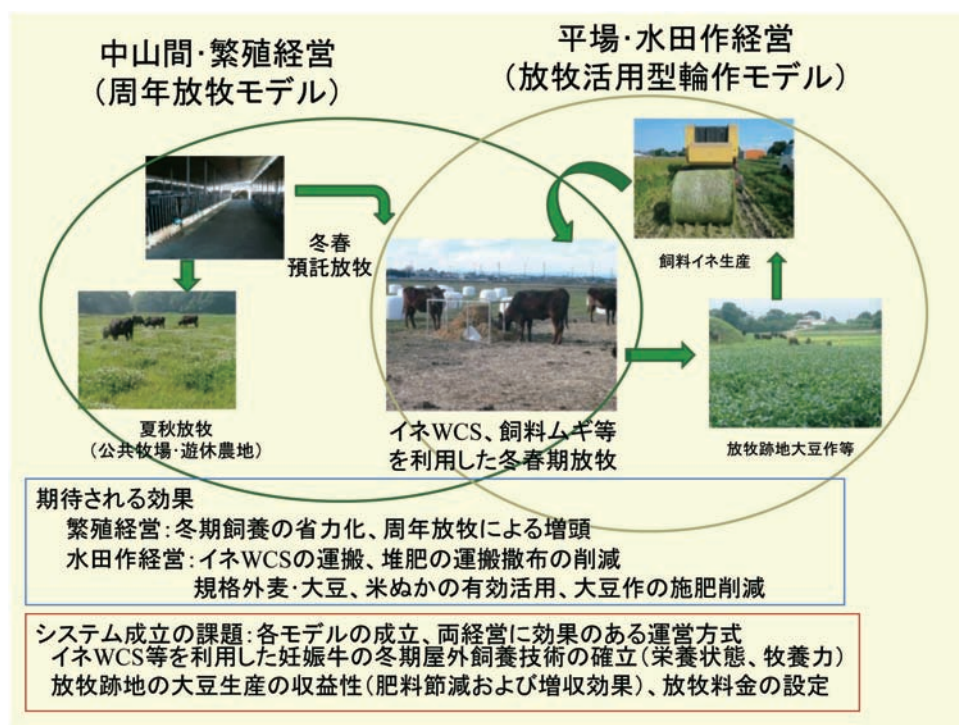 中山間・繁殖経営
（周年放牧モデル）
平場・水田作経営
（放牧活用型輪作モデル）
冬春
預託放牧
飼料イネ生産
夏秋放牧
（公共牧場・遊休農地）
イネWCS、飼料ムギ等
を利用した冬春期放牧
放牧跡地大豆作等
期待される効果
繁殖経営：冬期飼養の省力化、周年放牧による増頭
水田作経営：イネWCSの運搬、堆肥の運搬撒布の削減
規格外麦・大豆、米ぬかの有効活用、大豆作の施肥削減
システム成立の課題：各モデルの成立、両経営に効果のある運営方式
イネWCS等を利用した妊娠牛の冬期屋外飼養技術の確立（栄養状態、牧養力）
放牧跡地の大豆生産の収益性（肥料節減および増収効果）、放牧料金の設定